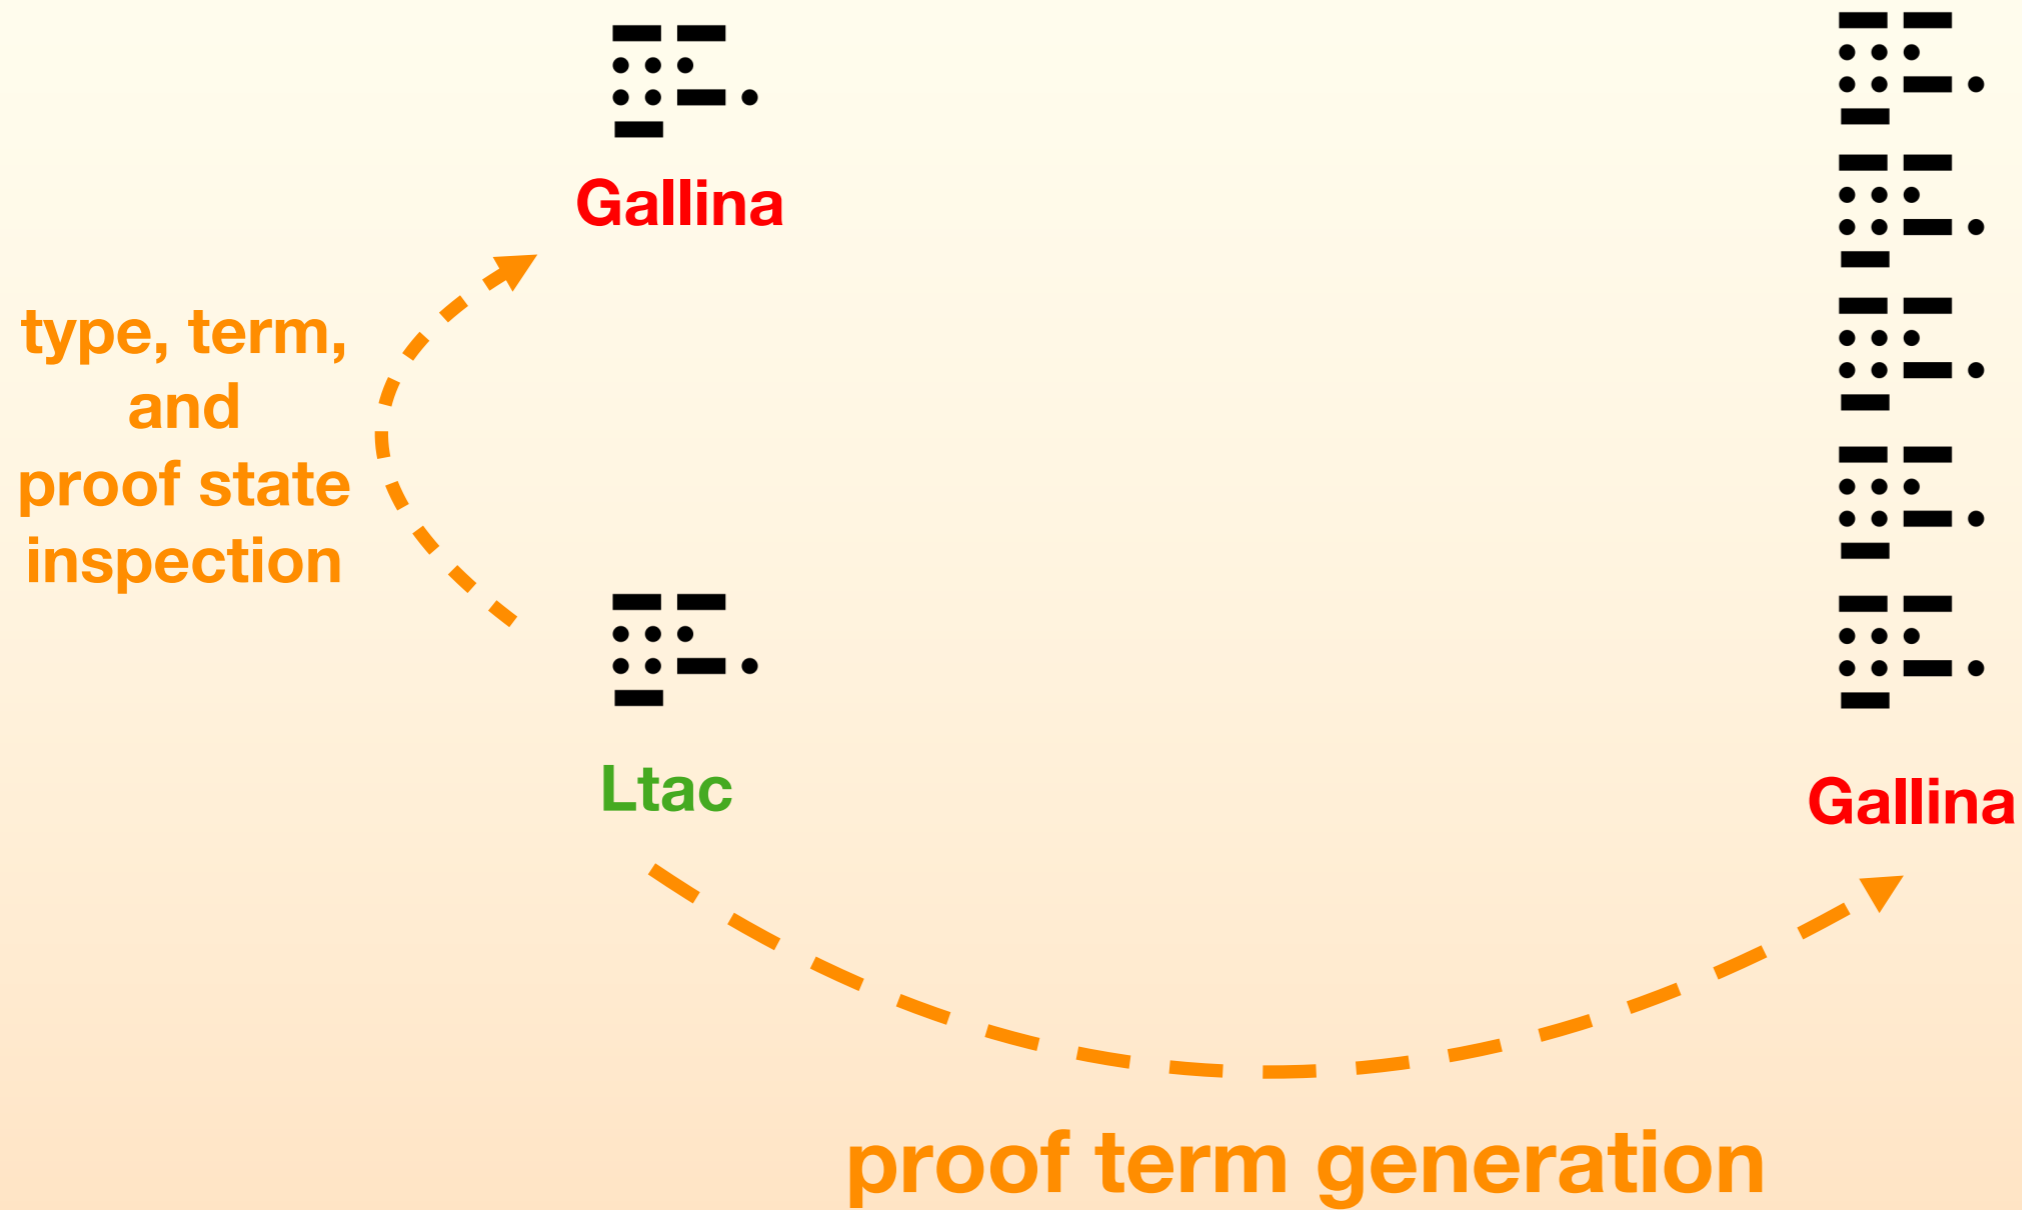 Gallina
type, term,
and
proof state
inspection
Ltac
Gallina
proof term generation